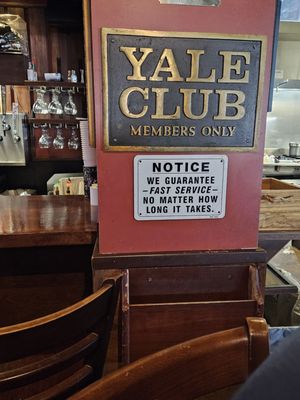 YALE
CLUB
MEMBERS ONLY
NOTICE
WE GUARANTEE
-FAST SERVICE-
NO MATTER HOW
LONG IT TAKES.